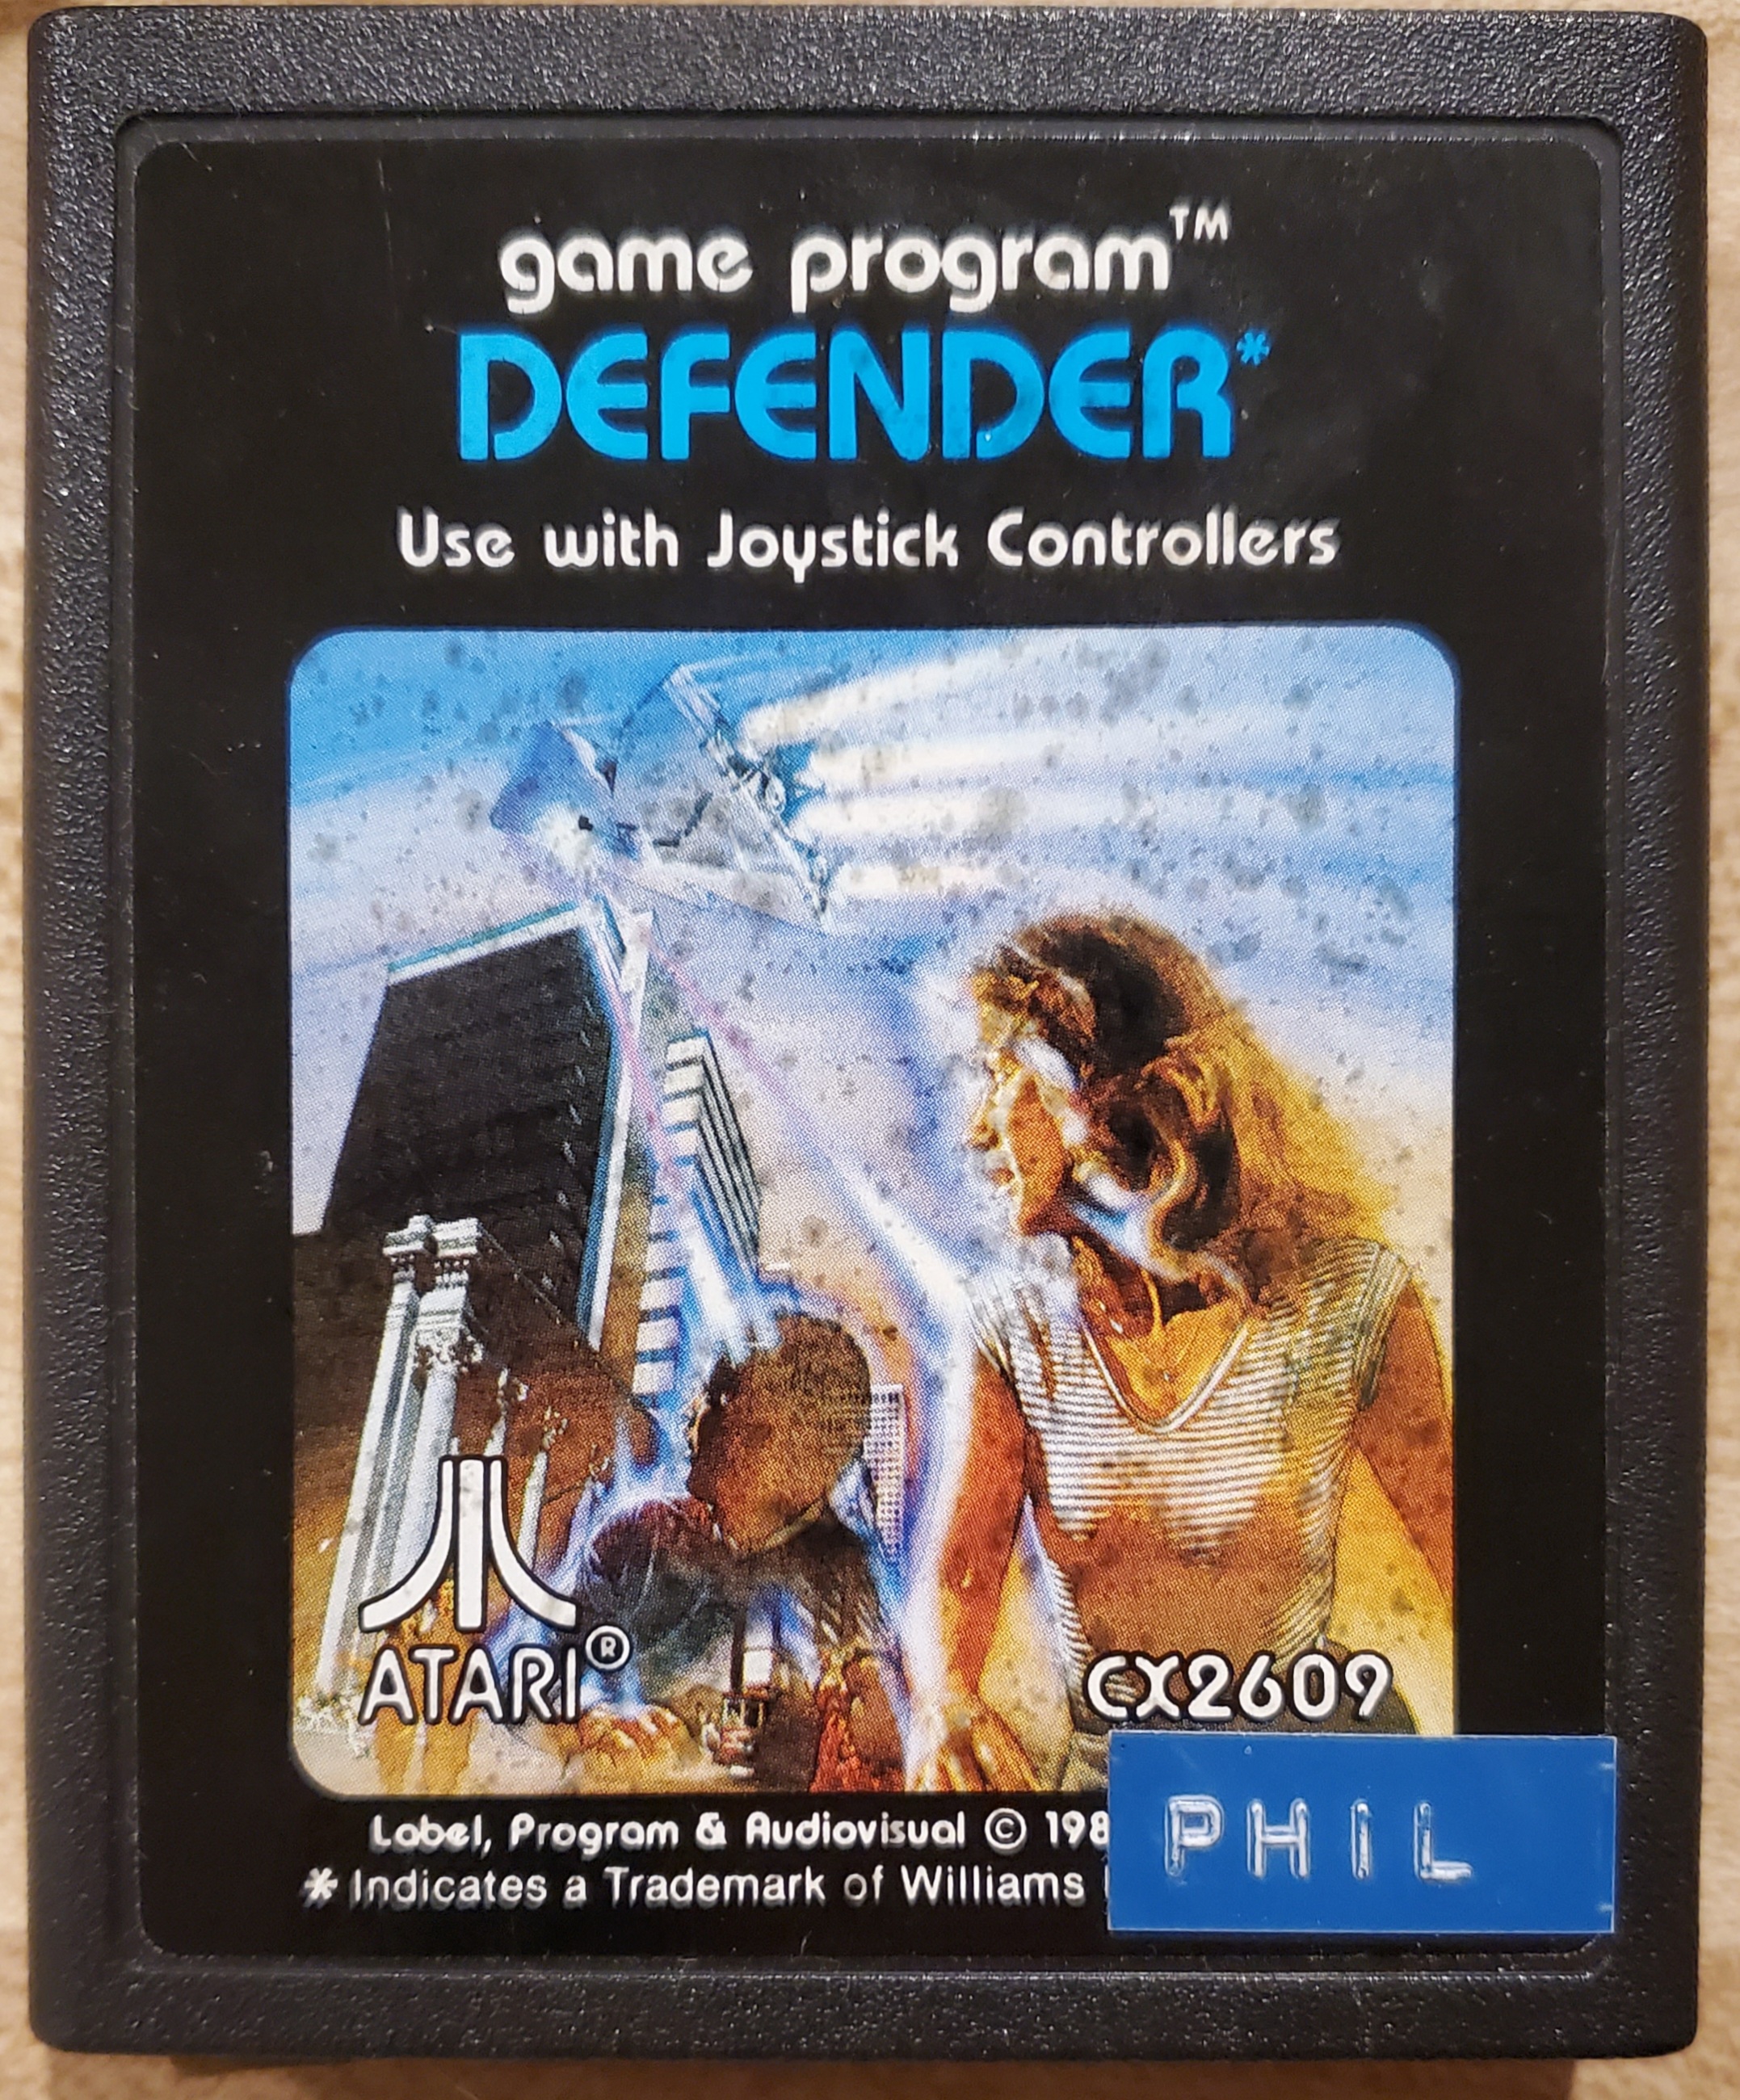 game program™
DEFENDER*
Use with Joystick Controllers
ATARI®
CX2609
Label, Program & Audiovisual © 198
* Indicates a Trademark of Williams
PHIL